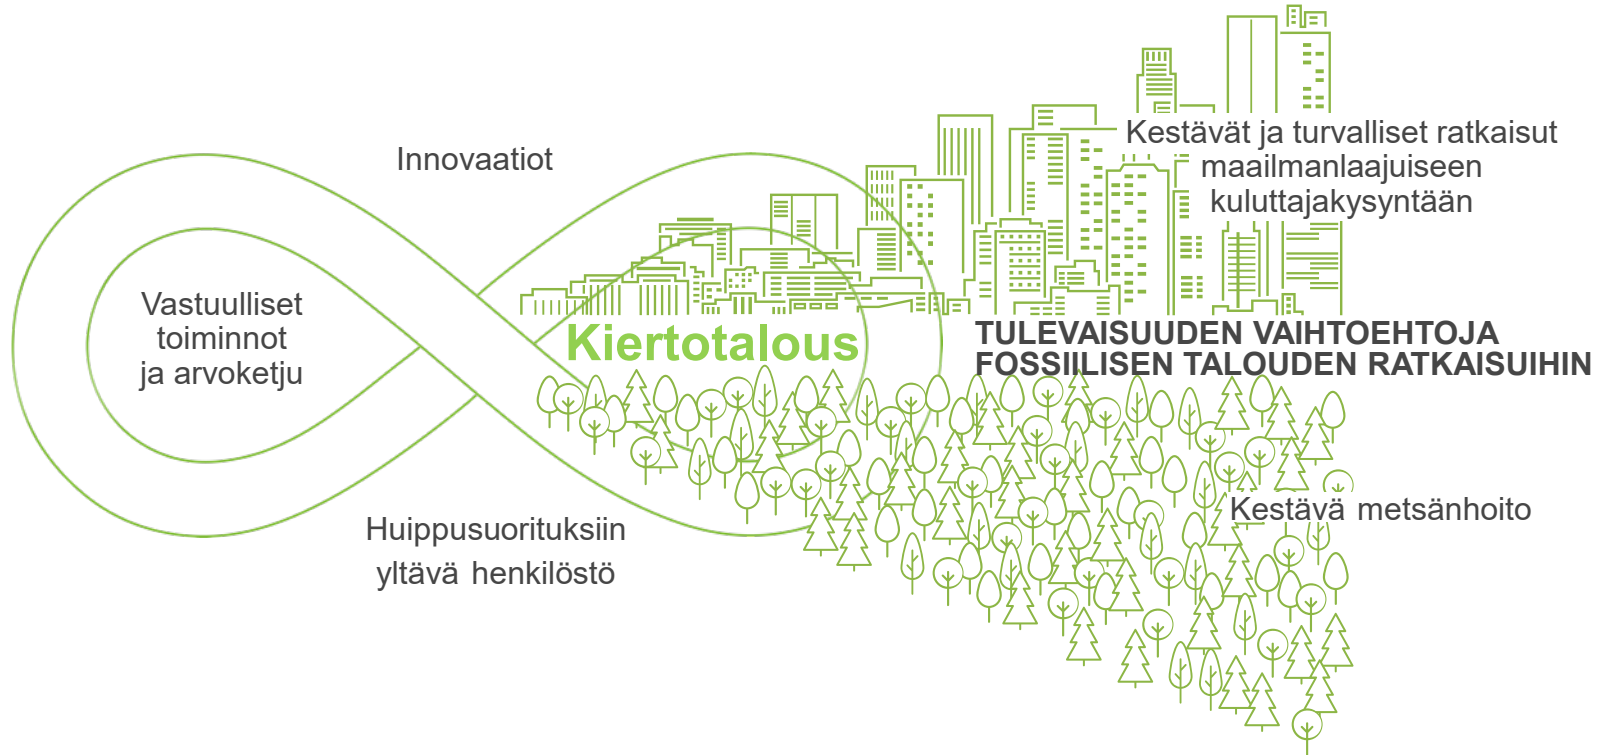 Innovaatiot
Kestävät ja turvalliset ratkaisut
maailmanlaajuiseen
kuluttajakysyntään
Vastuulliset
toiminnot
ja arvoketju
Kiertotalous
TULEVAISUUDEN VAIHTOEHTOJA
FOSSIILISEN TALOUDEN RATKAISUIHIN
Huippusuorituksiin
yltävä henkilöstö
Kestävä metsänhoito